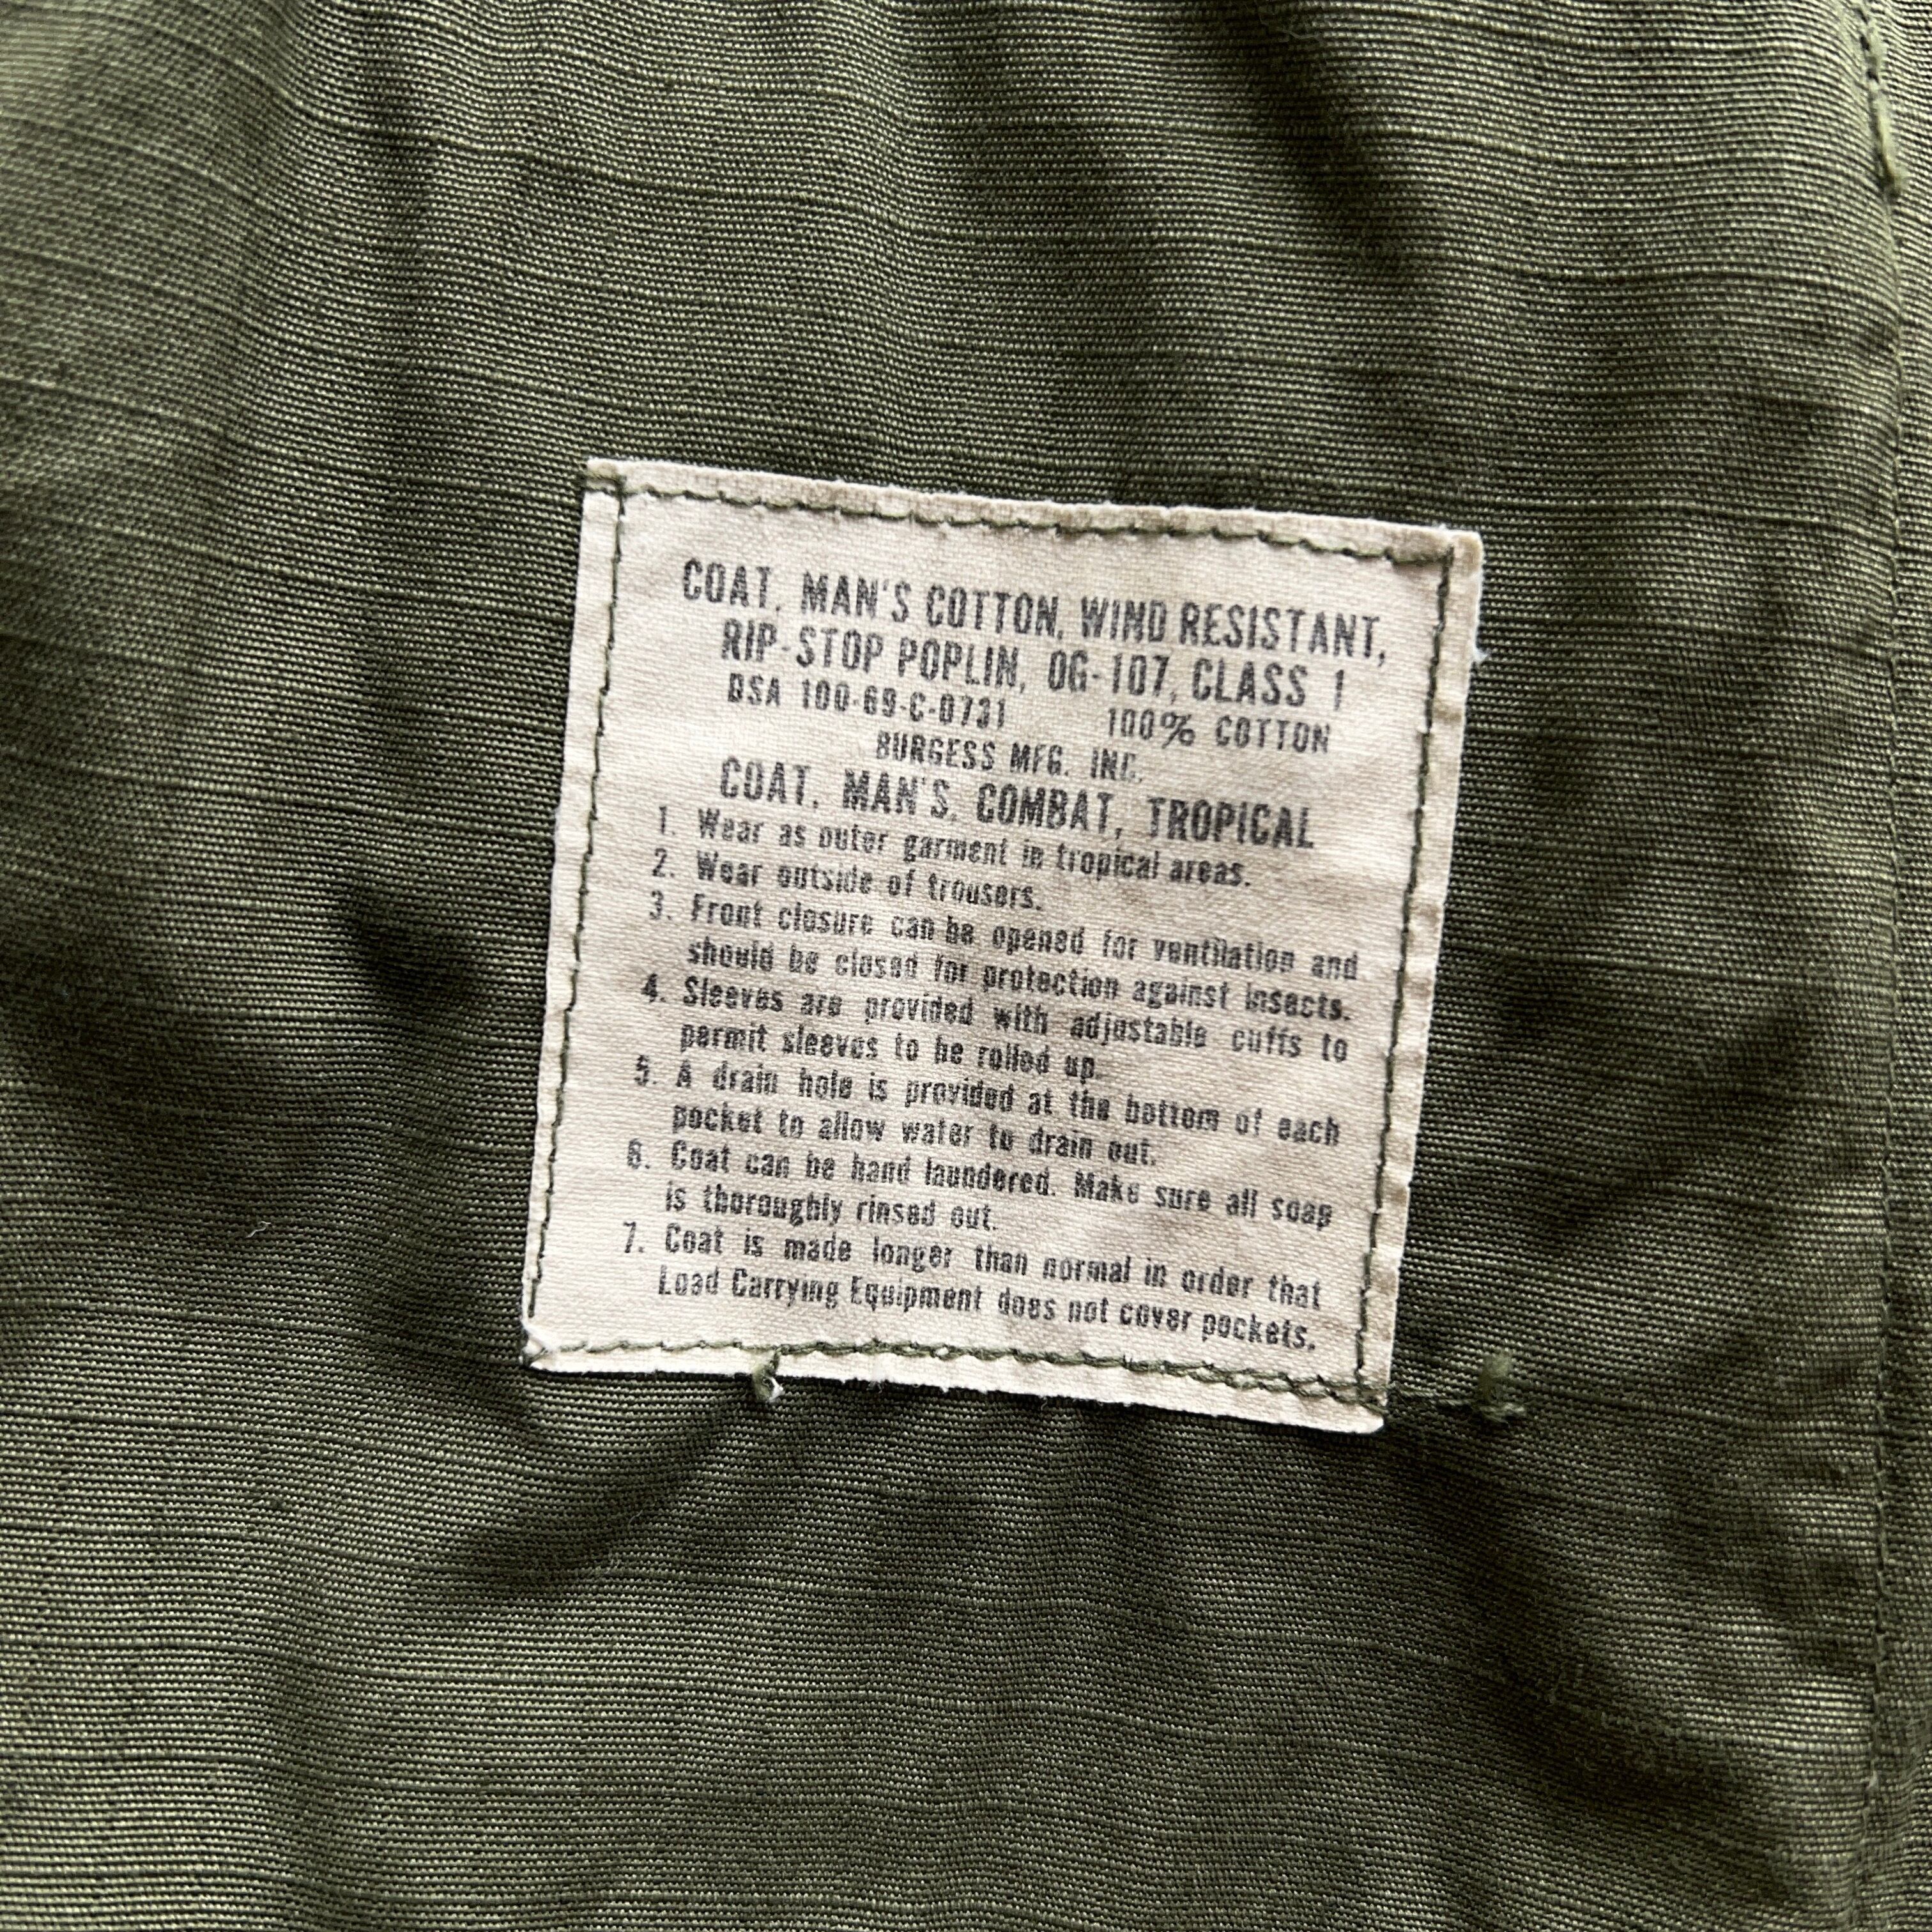 COAT, MAN'S COTTON, WIND RESISTANT,
RIP-STOP POPLIN, OG-107, CLASS 1
DSA 100-69-C-0731 100% COTTON
BURGESS MFG. INC.
COAT, MAN'S, COMBAT, TROPICAL
1. Wear as outer garment in tropical areas.
2. Wear outside of trousers.
3. Front closure can be opened for ventilation and
should be closed for protection against insects.
4. Sleeves are provided with adjustable cuffs to
permit sleeves to be rolled up.
5. A drain hole is provided at the bottom of each
pocket to allow water to drain out.
6. Coat can be hand laundered. Make sure all soap
is thoroughly rinsed out.
7. Coat is made longer than normal in order that
Load Carrying Equipment does not cover pockets.